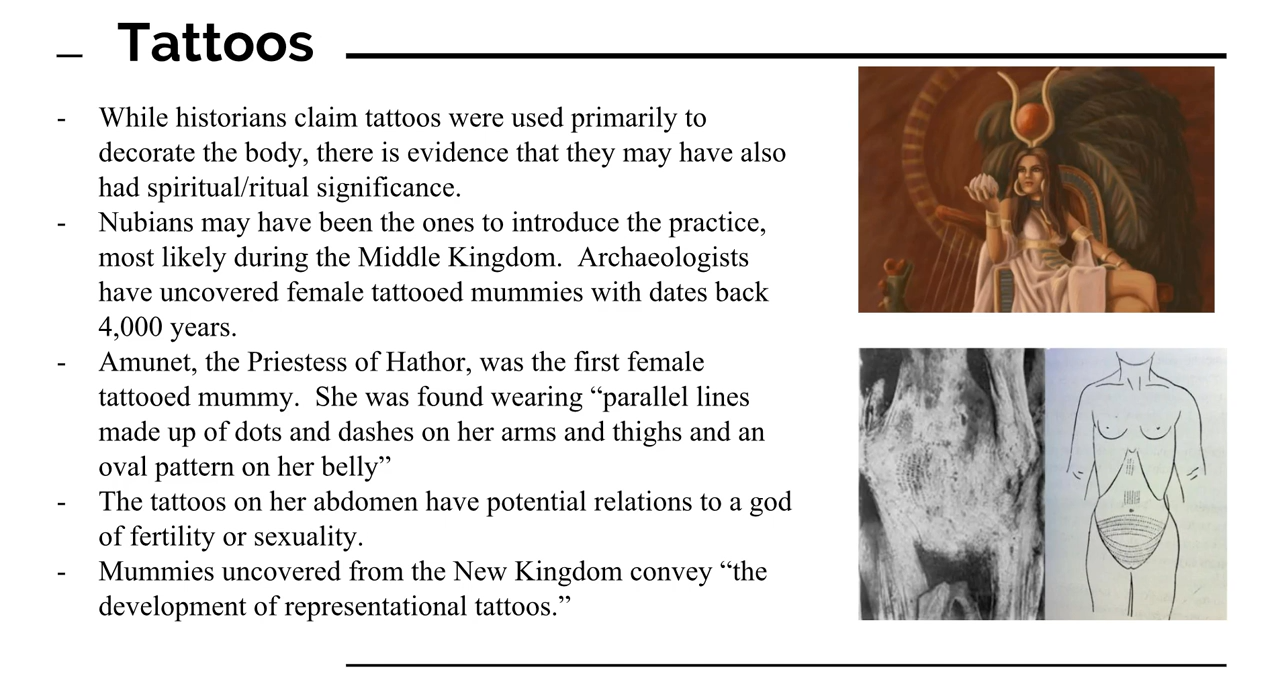 Tattoos
- While historians claim tattoos were used primarily to
decorate the body, there is evidence that they may have also
had spiritual/ritual significance.
- Nubians may have been the ones to introduce the practice,
most likely during the Middle Kingdom.  Archaeologists
have uncovered female tattooed mummies with dates back
4,000 years.
- Amunet, the Priestess of Hathor, was the first female
tattooed mummy.  She was found wearing “parallel lines
made up of dots and dashes on her arms and thighs and an
oval pattern on her belly”
- The tattoos on her abdomen have potential relations to a god
of fertility or sexuality.
- Mummies uncovered from the New Kingdom convey “the
development of representational tattoos.”